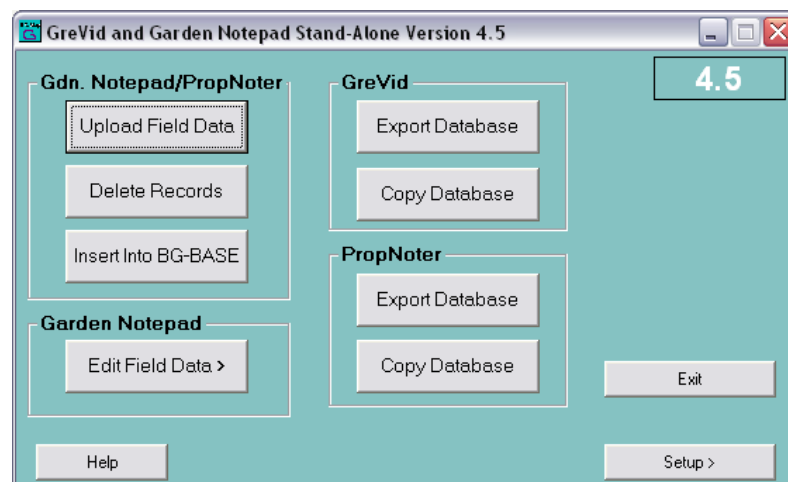 GreVid and Garden Notepad Stand-Alone Version 4.5
4.5
Gdn. Notepad/PropNoter
Upload Field Data
Delete Records
Insert Into BG-BASE
GreVid
Export Database
Copy Database
PropNoter
Export Database
Copy Database
Garden Notepad
Edit Field Data >
Exit
Help
Setup >